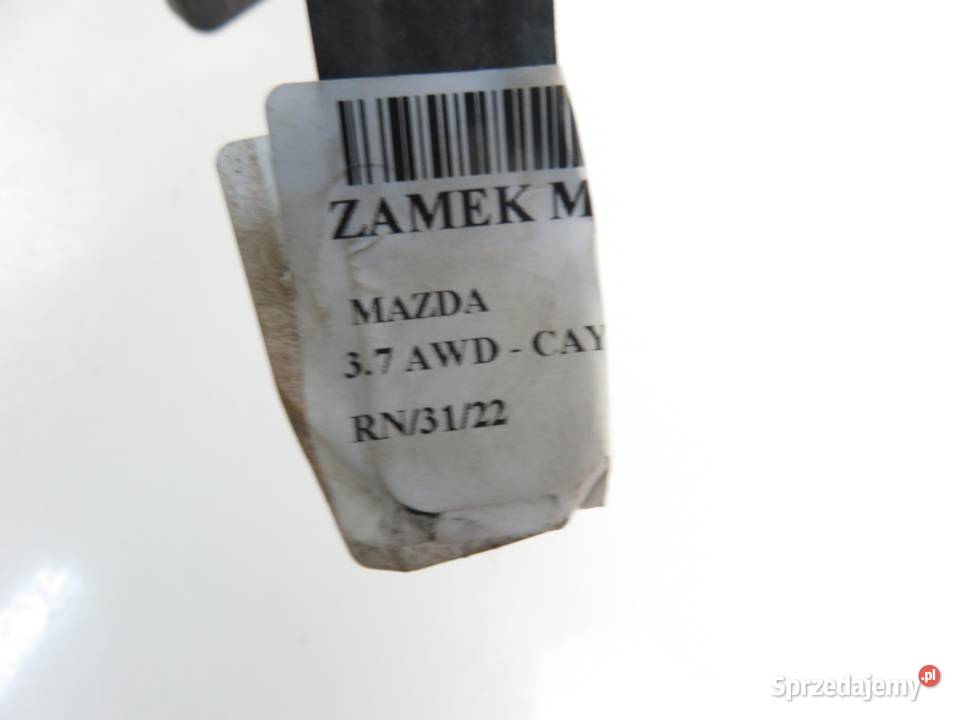 ZAMEK M
MAZDA
3.7 AWD - CAY
RN/31/22
Sprzedajemy.pl